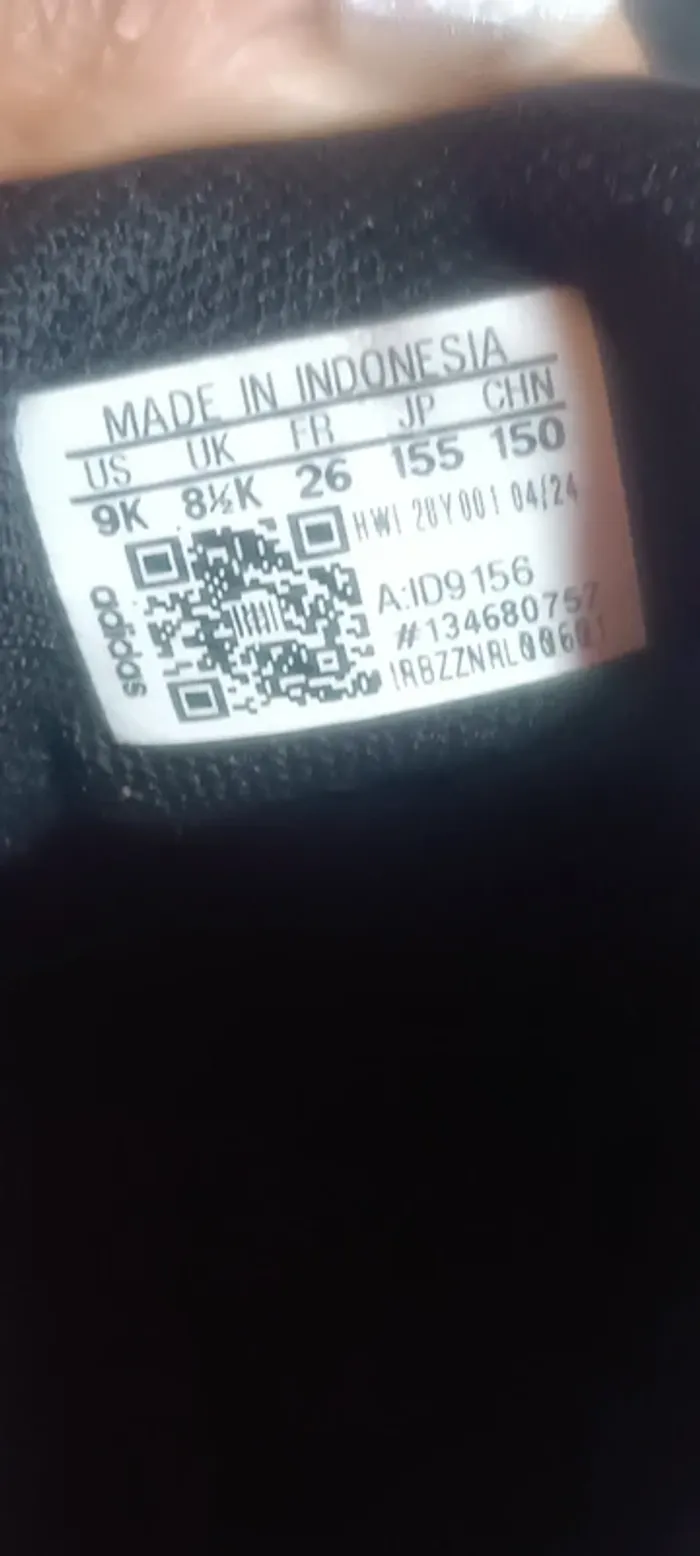 MADE IN INDONESIA
US UK FR JP CHN
9K 8½K 26 155 150
HWI 28Y001 04/24
A:ID9156
#134680757
adidas